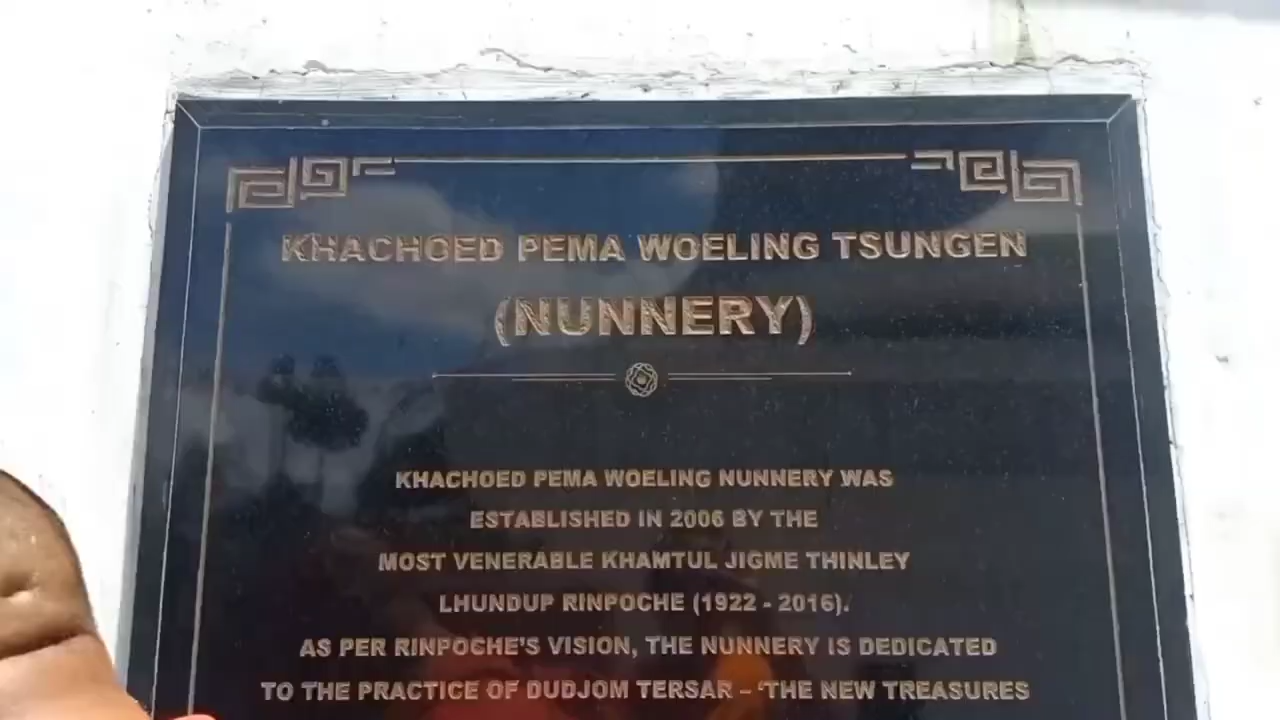 KHACHOED PEMA WOELING TSUNGEN
(NUNNERY)
KHACHOED PEMA WOELING NUNNERY WAS
ESTABLISHED IN 2006 BY THE
MOST VENERABLE KHAMTUL JIGME THINLEY
LHUNDUP RINPOCHE (1922 - 2016).
AS PER RINPOCHE'S VISION, THE NUNNERY IS DEDICATED
TO THE PRACTICE OF DUDJOM TERSAR – 'THE NEW TREASURES